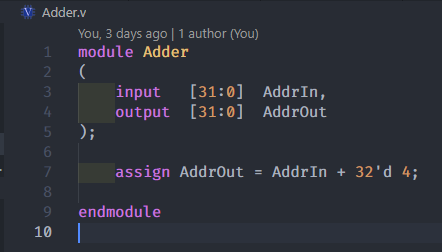 Adder.v
You, 3 days ago | 1 author (You)
1 module Adder
2 (
3     input   [31:0]  AddrIn,
4     output  [31:0]  AddrOut
5 );
6
7     assign AddrOut = AddrIn + 32'd 4;
8
9 endmodule
10